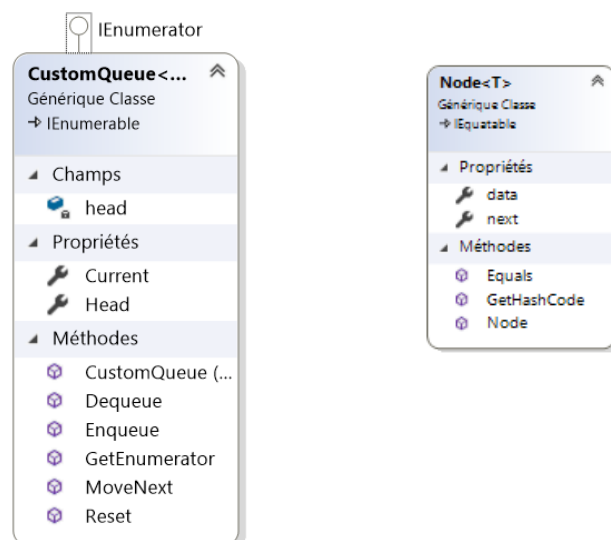 IEnumerator
CustomQueue<...
Générique Classe
IEnumerable
Champs
head
Propriétés
Current
Head
Méthodes
CustomQueue (...
Dequeue
Enqueue
GetEnumerator
MoveNext
Reset
Node<T>
Générique Classe
IEquatable
Propriétés
data
next
Méthodes
Equals
GetHashCode
Node